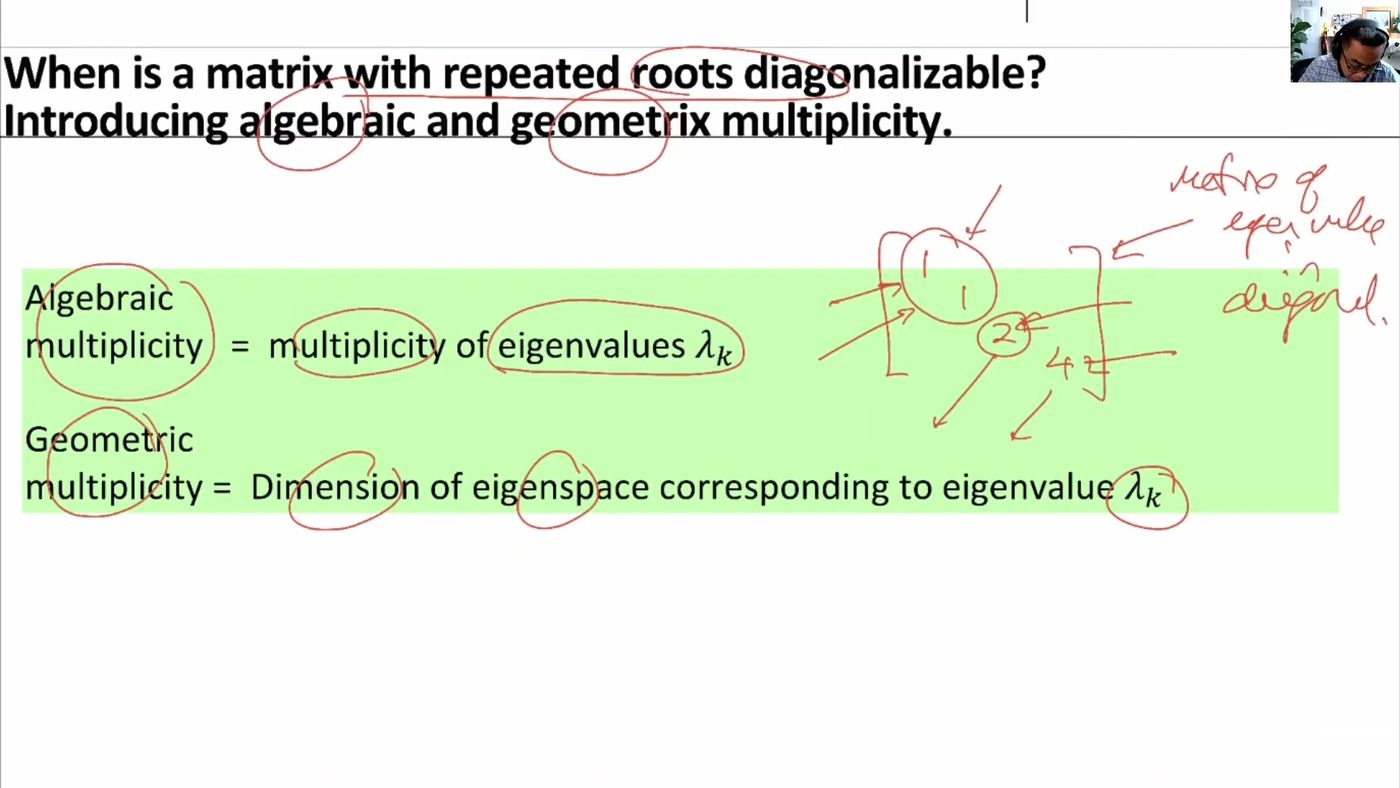 When is a matrix with repeated roots diagonalizable?
Introducing algebraic and geometrix multiplicity.
matrix of
eigenvalue
in
diagonal.
1
1
2
4
Algebraic
multiplicity = multiplicity of eigenvalues λₖ
Geometric
multiplicity = Dimension of eigenspace corresponding to eigenvalue λₖ